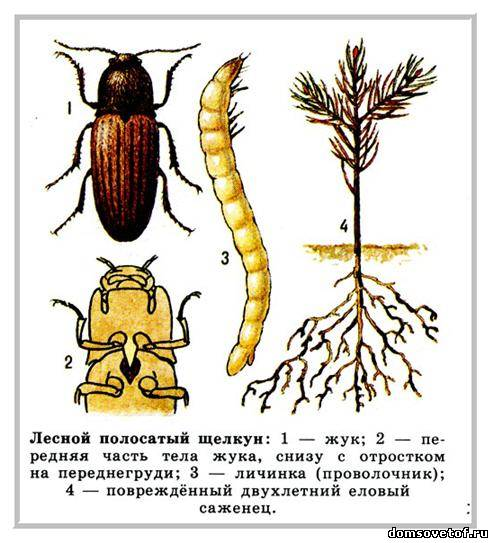 1
2
3
4
Лесной полосатый щелкун: 1 — жук; 2 — пе-
редняя часть тела жука, снизу с отростком
на переднегруди; 3 — личинка (проволочник);
4 — повреждённый двухлетний еловый
саженец.
domsovetof.ru